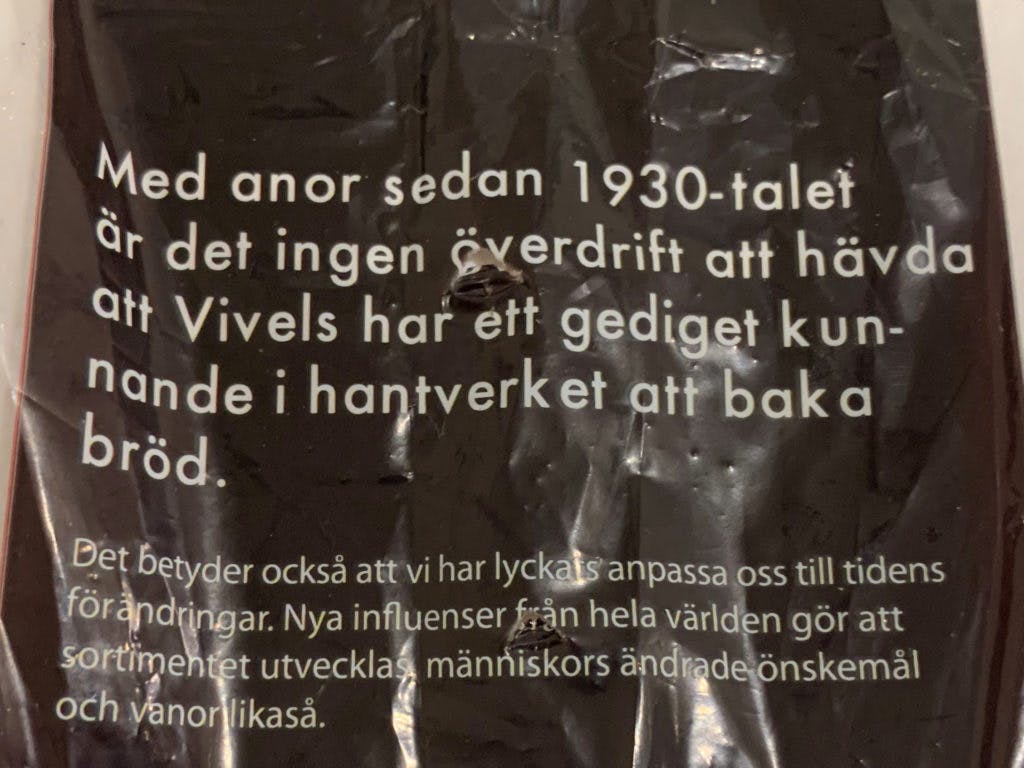 Med anor sedan 1930-talet
är det ingen överdrift att hävda
att Vivels har ett gediget kun-
nande i hantverket att baka
bröd.
Det betyder också att vi har lyckats anpassa oss till tidens
förändringar. Nya influenser från hela världen gör att
sortimentet utvecklas, människors ändrade önskemål
och vanor likaså.